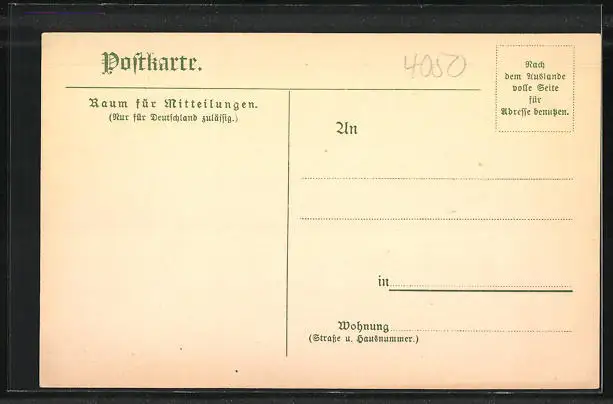 Postkarte.
4050
Nach
dem Auslande
volle Seite
für
Adresse benutzen.
Raum für Mitteilungen.
(Nur für Deutschland zulässig.)
An
in
Wohnung
(Straße u. Hausnummer.)